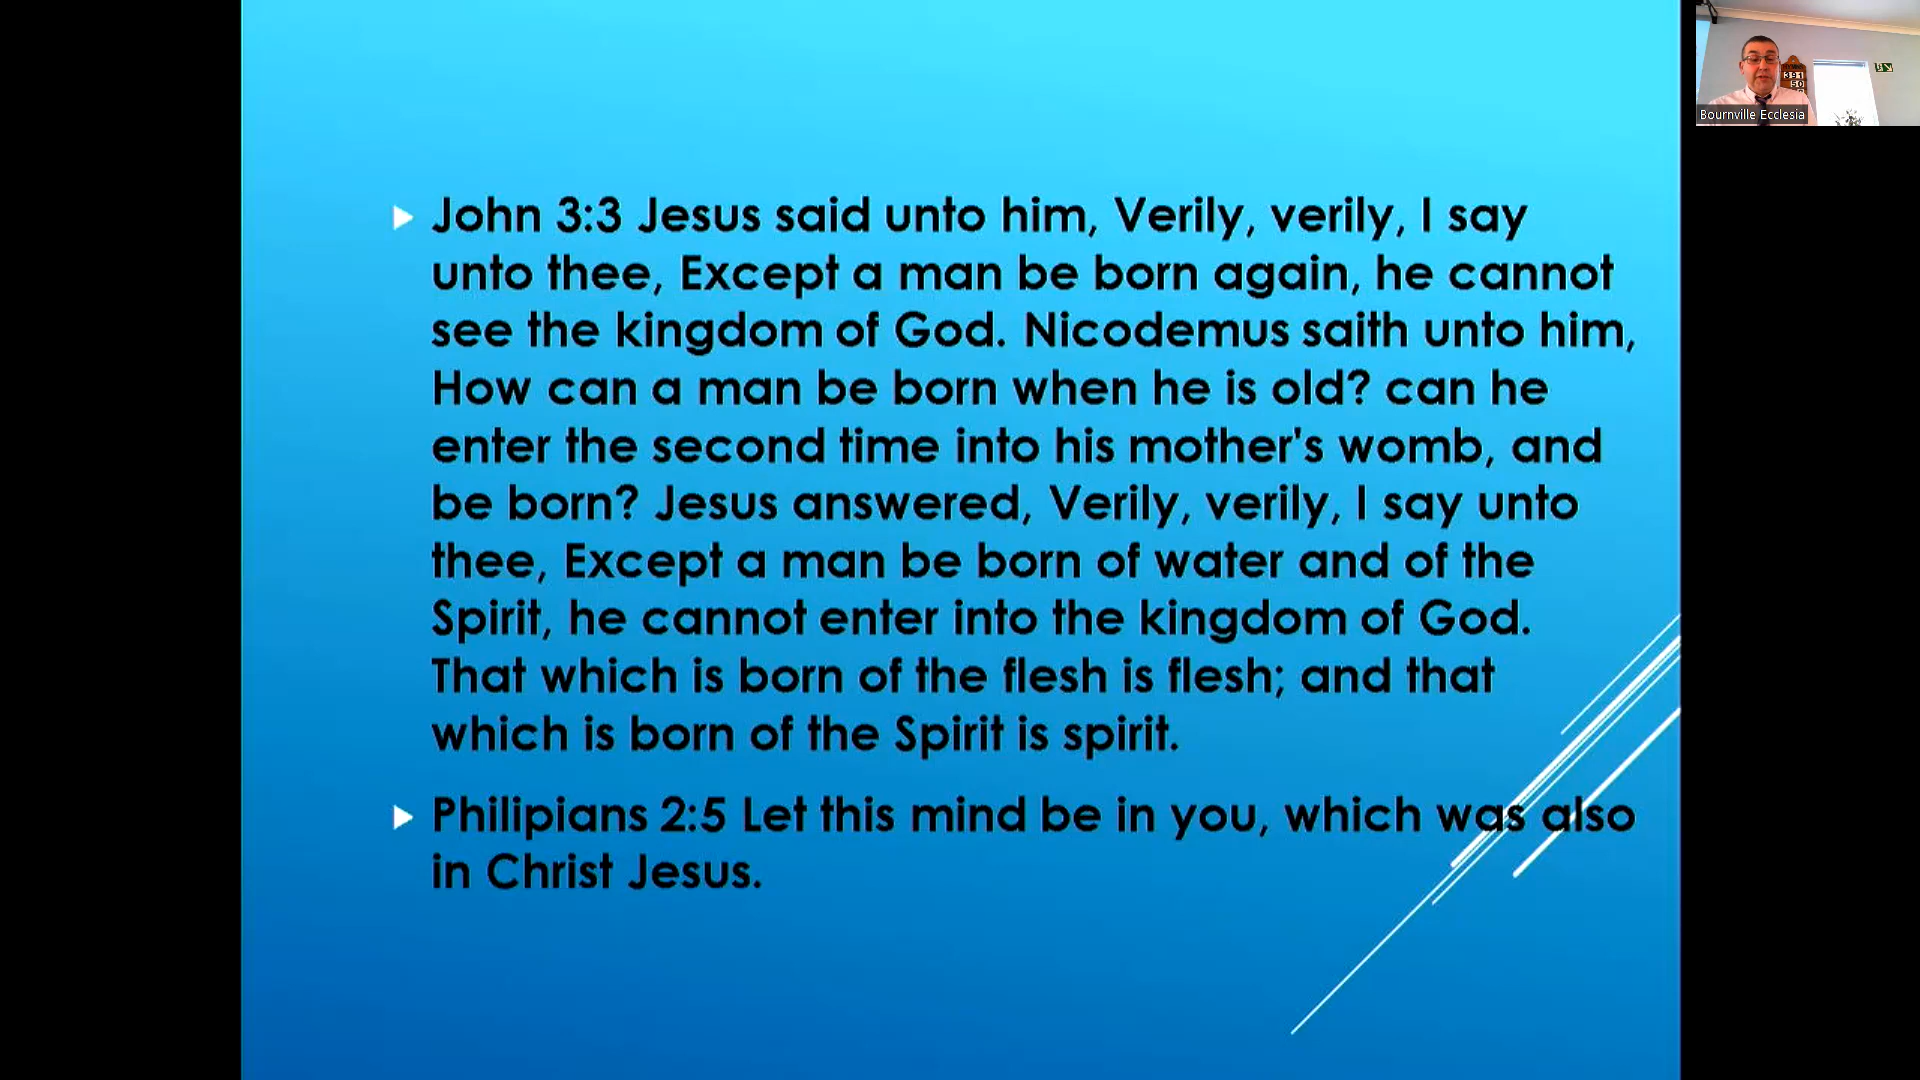 John 3:3 Jesus said unto him, Verily, verily, I say
unto thee, Except a man be born again, he cannot
see the kingdom of God. Nicodemus saith unto him,
How can a man be born when he is old? can he
enter the second time into his mother's womb, and
be born? Jesus answered, Verily, verily, I say unto
thee, Except a man be born of water and of the
Spirit, he cannot enter into the kingdom of God.
That which is born of the flesh is flesh; and that
which is born of the Spirit is spirit.
Philipians 2:5 Let this mind be in you, which was also
in Christ Jesus.
391
50
Bournville Ecclesia